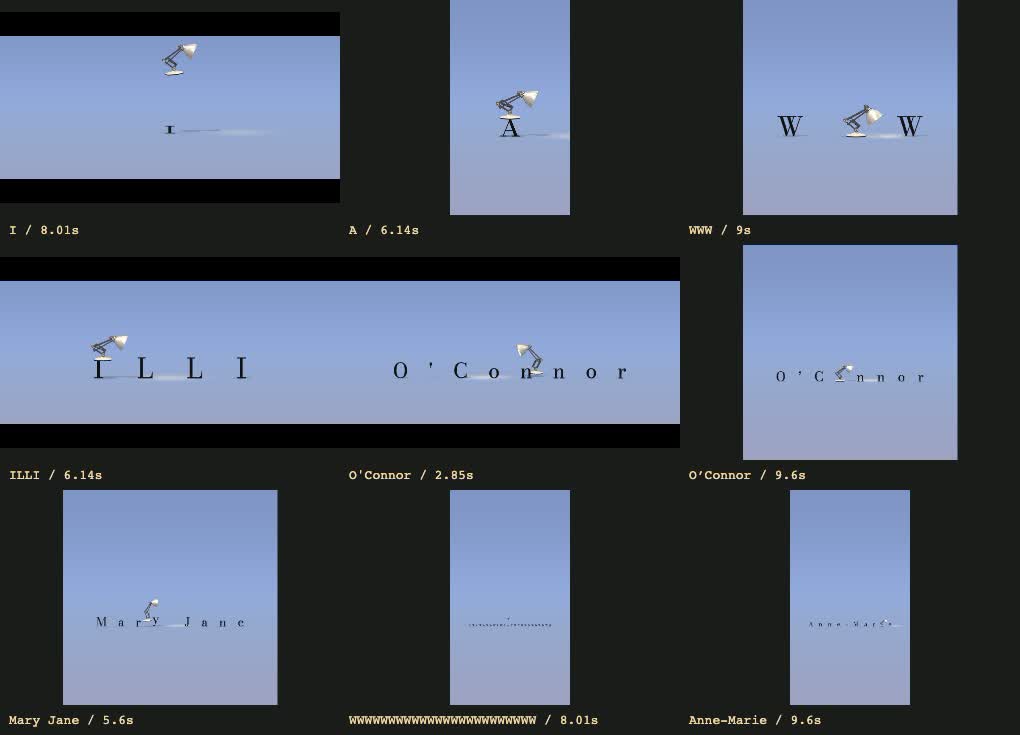 I
A
W W
I / 8.01s
A / 6.14s
WWW / 9s
I L L I
O ' C o n n o r
O ’ C n n o r
ILLI / 6.14s
O'Connor / 2.85s
O’Connor / 9.6s
M a r y J a n e
A n n e - M a r
Mary Jane / 5.6s
WWWWWWWWWWWWWWWWWWWWWWWW / 8.01s
Anne-Marie / 9.6s